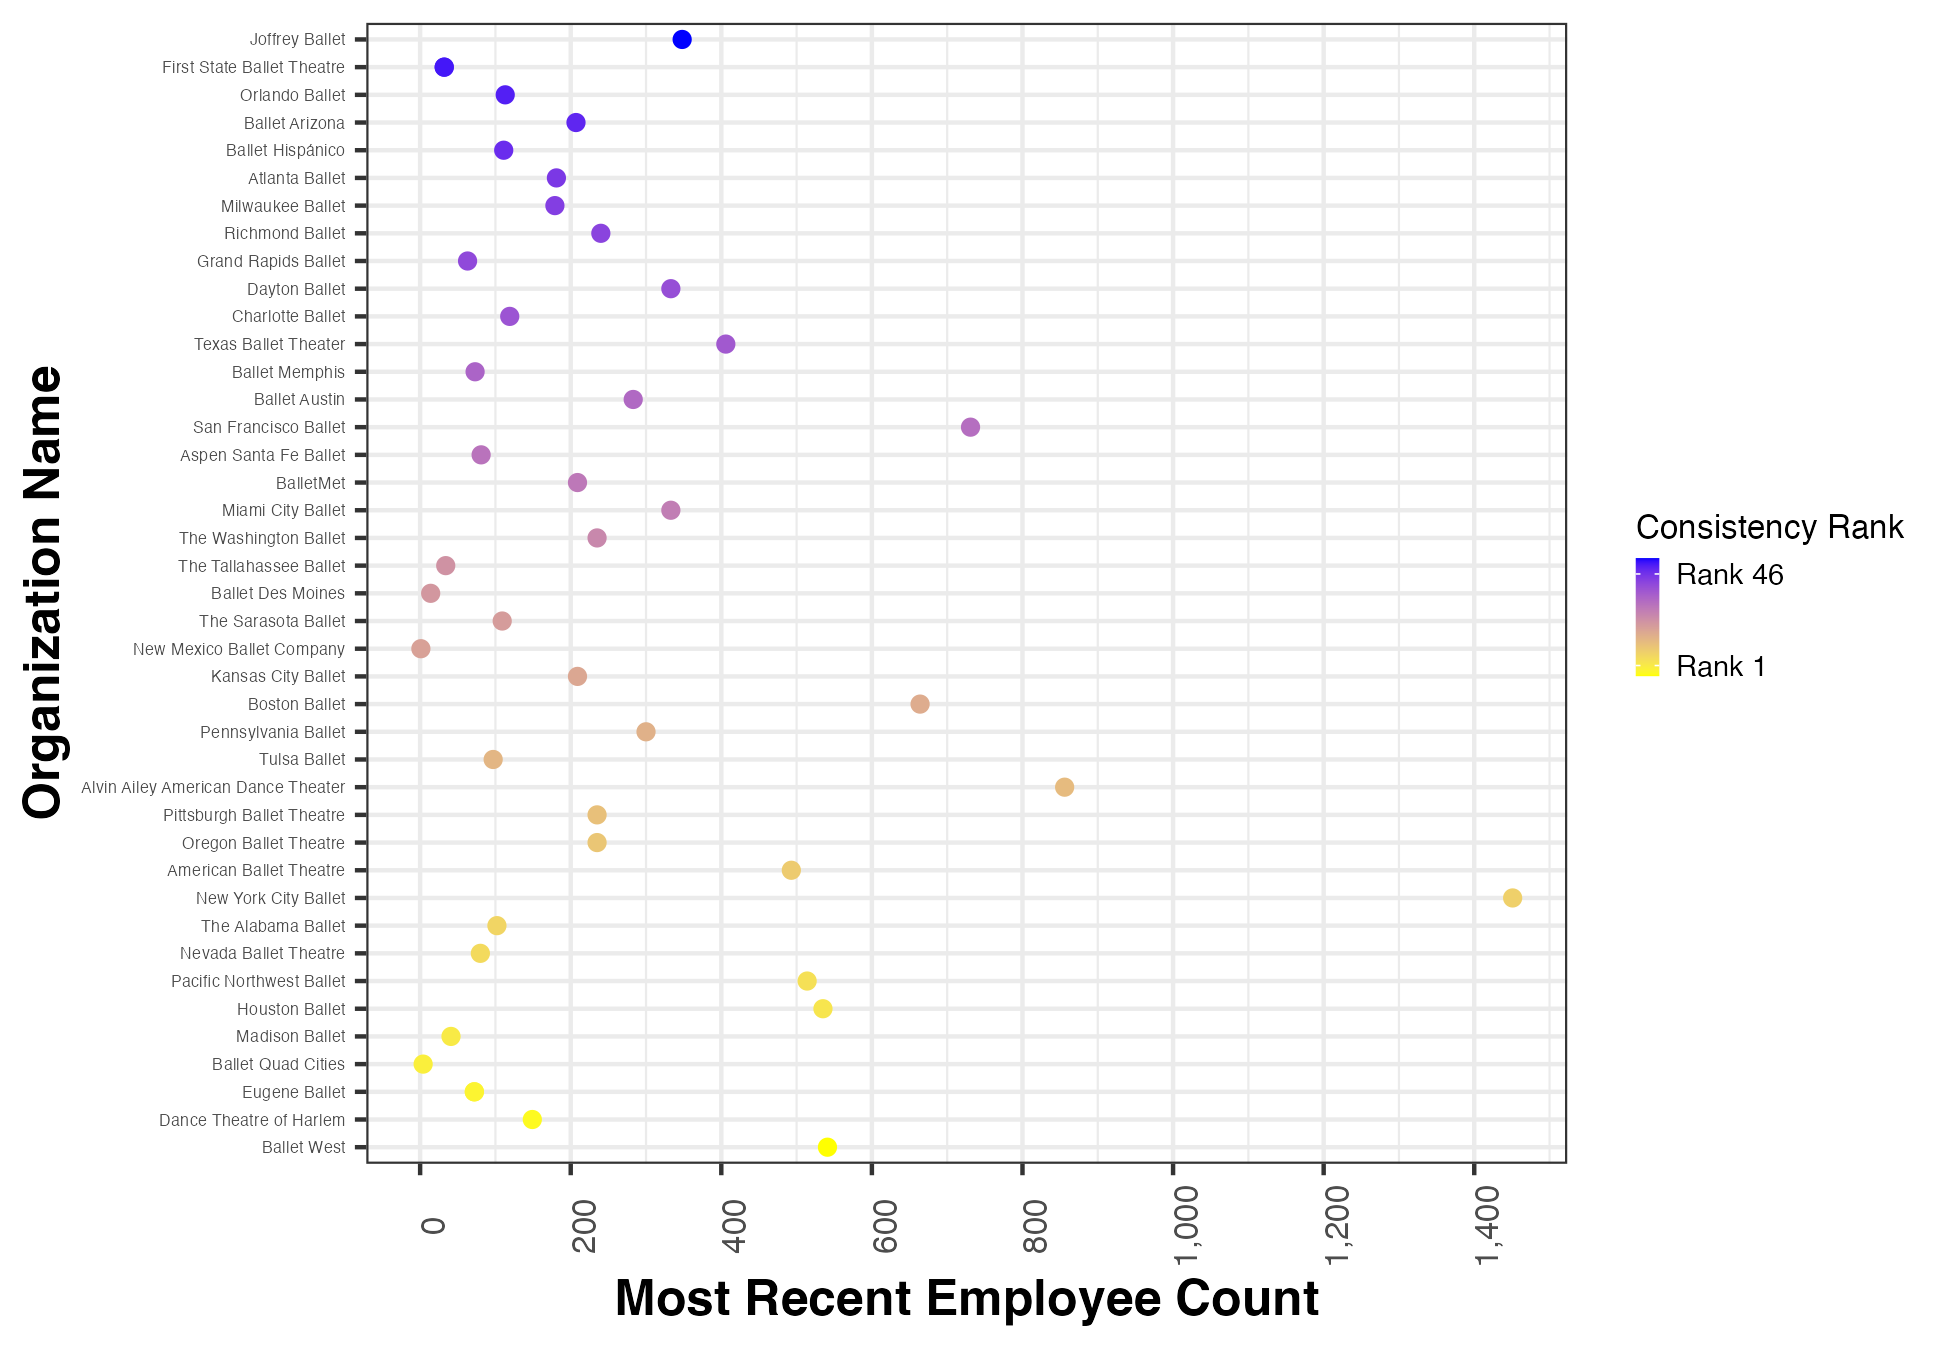 Organization Name
Joffrey Ballet
First State Ballet Theatre
Orlando Ballet
Ballet Arizona
Ballet Hispánico
Atlanta Ballet
Milwaukee Ballet
Richmond Ballet
Grand Rapids Ballet
Dayton Ballet
Charlotte Ballet
Texas Ballet Theater
Ballet Memphis
Ballet Austin
San Francisco Ballet
Aspen Santa Fe Ballet
BalletMet
Miami City Ballet
The Washington Ballet
The Tallahassee Ballet
Ballet Des Moines
The Sarasota Ballet
New Mexico Ballet Company
Kansas City Ballet
Boston Ballet
Pennsylvania Ballet
Tulsa Ballet
Alvin Ailey American Dance Theater
Pittsburgh Ballet Theatre
Oregon Ballet Theatre
American Ballet Theatre
New York City Ballet
The Alabama Ballet
Nevada Ballet Theatre
Pacific Northwest Ballet
Houston Ballet
Madison Ballet
Ballet Quad Cities
Eugene Ballet
Dance Theatre of Harlem
Ballet West
0
200
400
600
800
1,000
1,200
1,400
Most Recent Employee Count
Consistency Rank
Rank 46
Rank 1